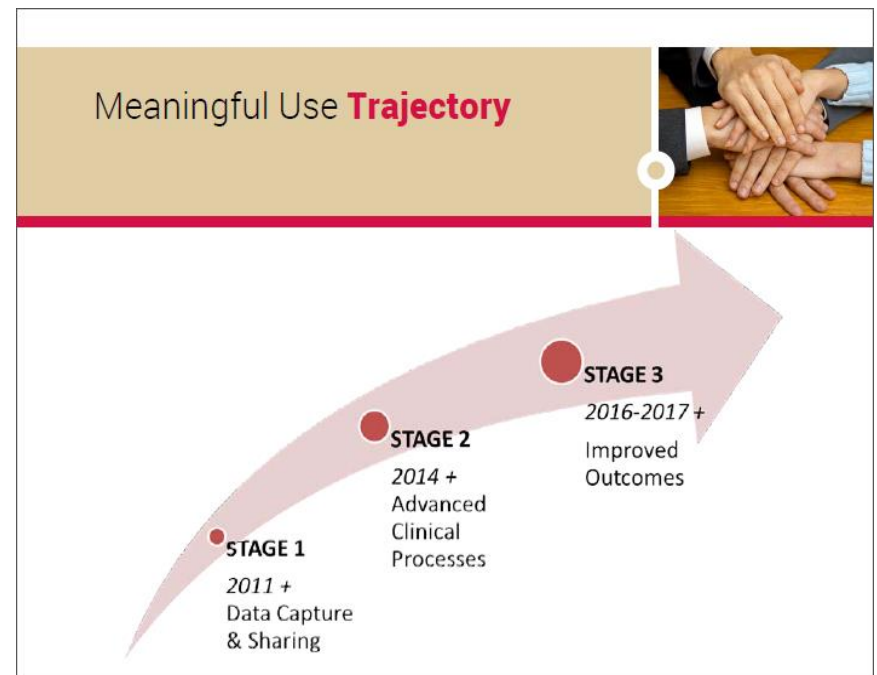 Meaningful Use Trajectory
STAGE 3
2016-2017 +
Improved
Outcomes
STAGE 2
2014 +
Advanced
Clinical
Processes
STAGE 1
2011 +
Data Capture
& Sharing